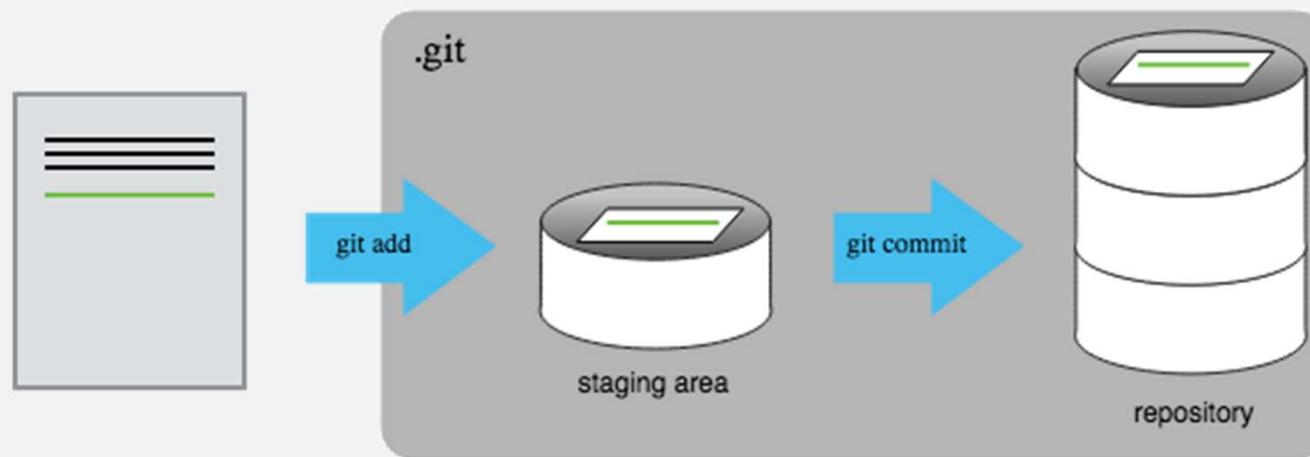 .git
git add
git commit
staging area
repository